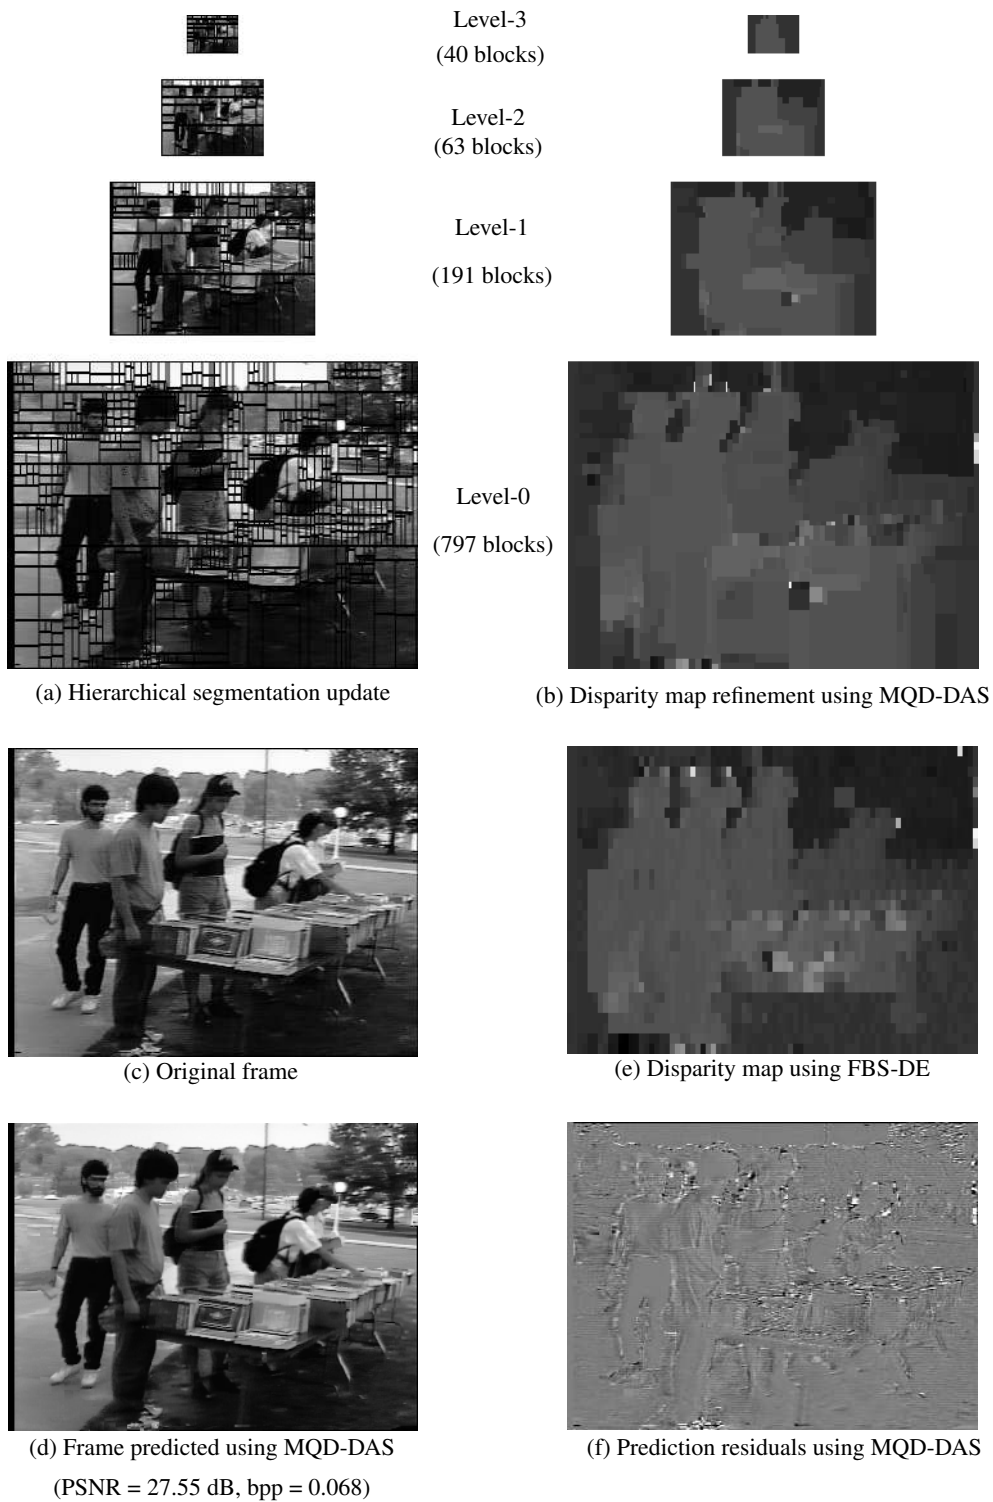 Level-3
(40 blocks)
Level-2
(63 blocks)
Level-1
(191 blocks)
Level-0
(797 blocks)
(a) Hierarchical segmentation update
(b) Disparity map refinement using MQD-DAS
(c) Original frame
(e) Disparity map using FBS-DE
(d) Frame predicted using MQD-DAS
(PSNR = 27.55 dB, bpp = 0.068)
(f) Prediction residuals using MQD-DAS